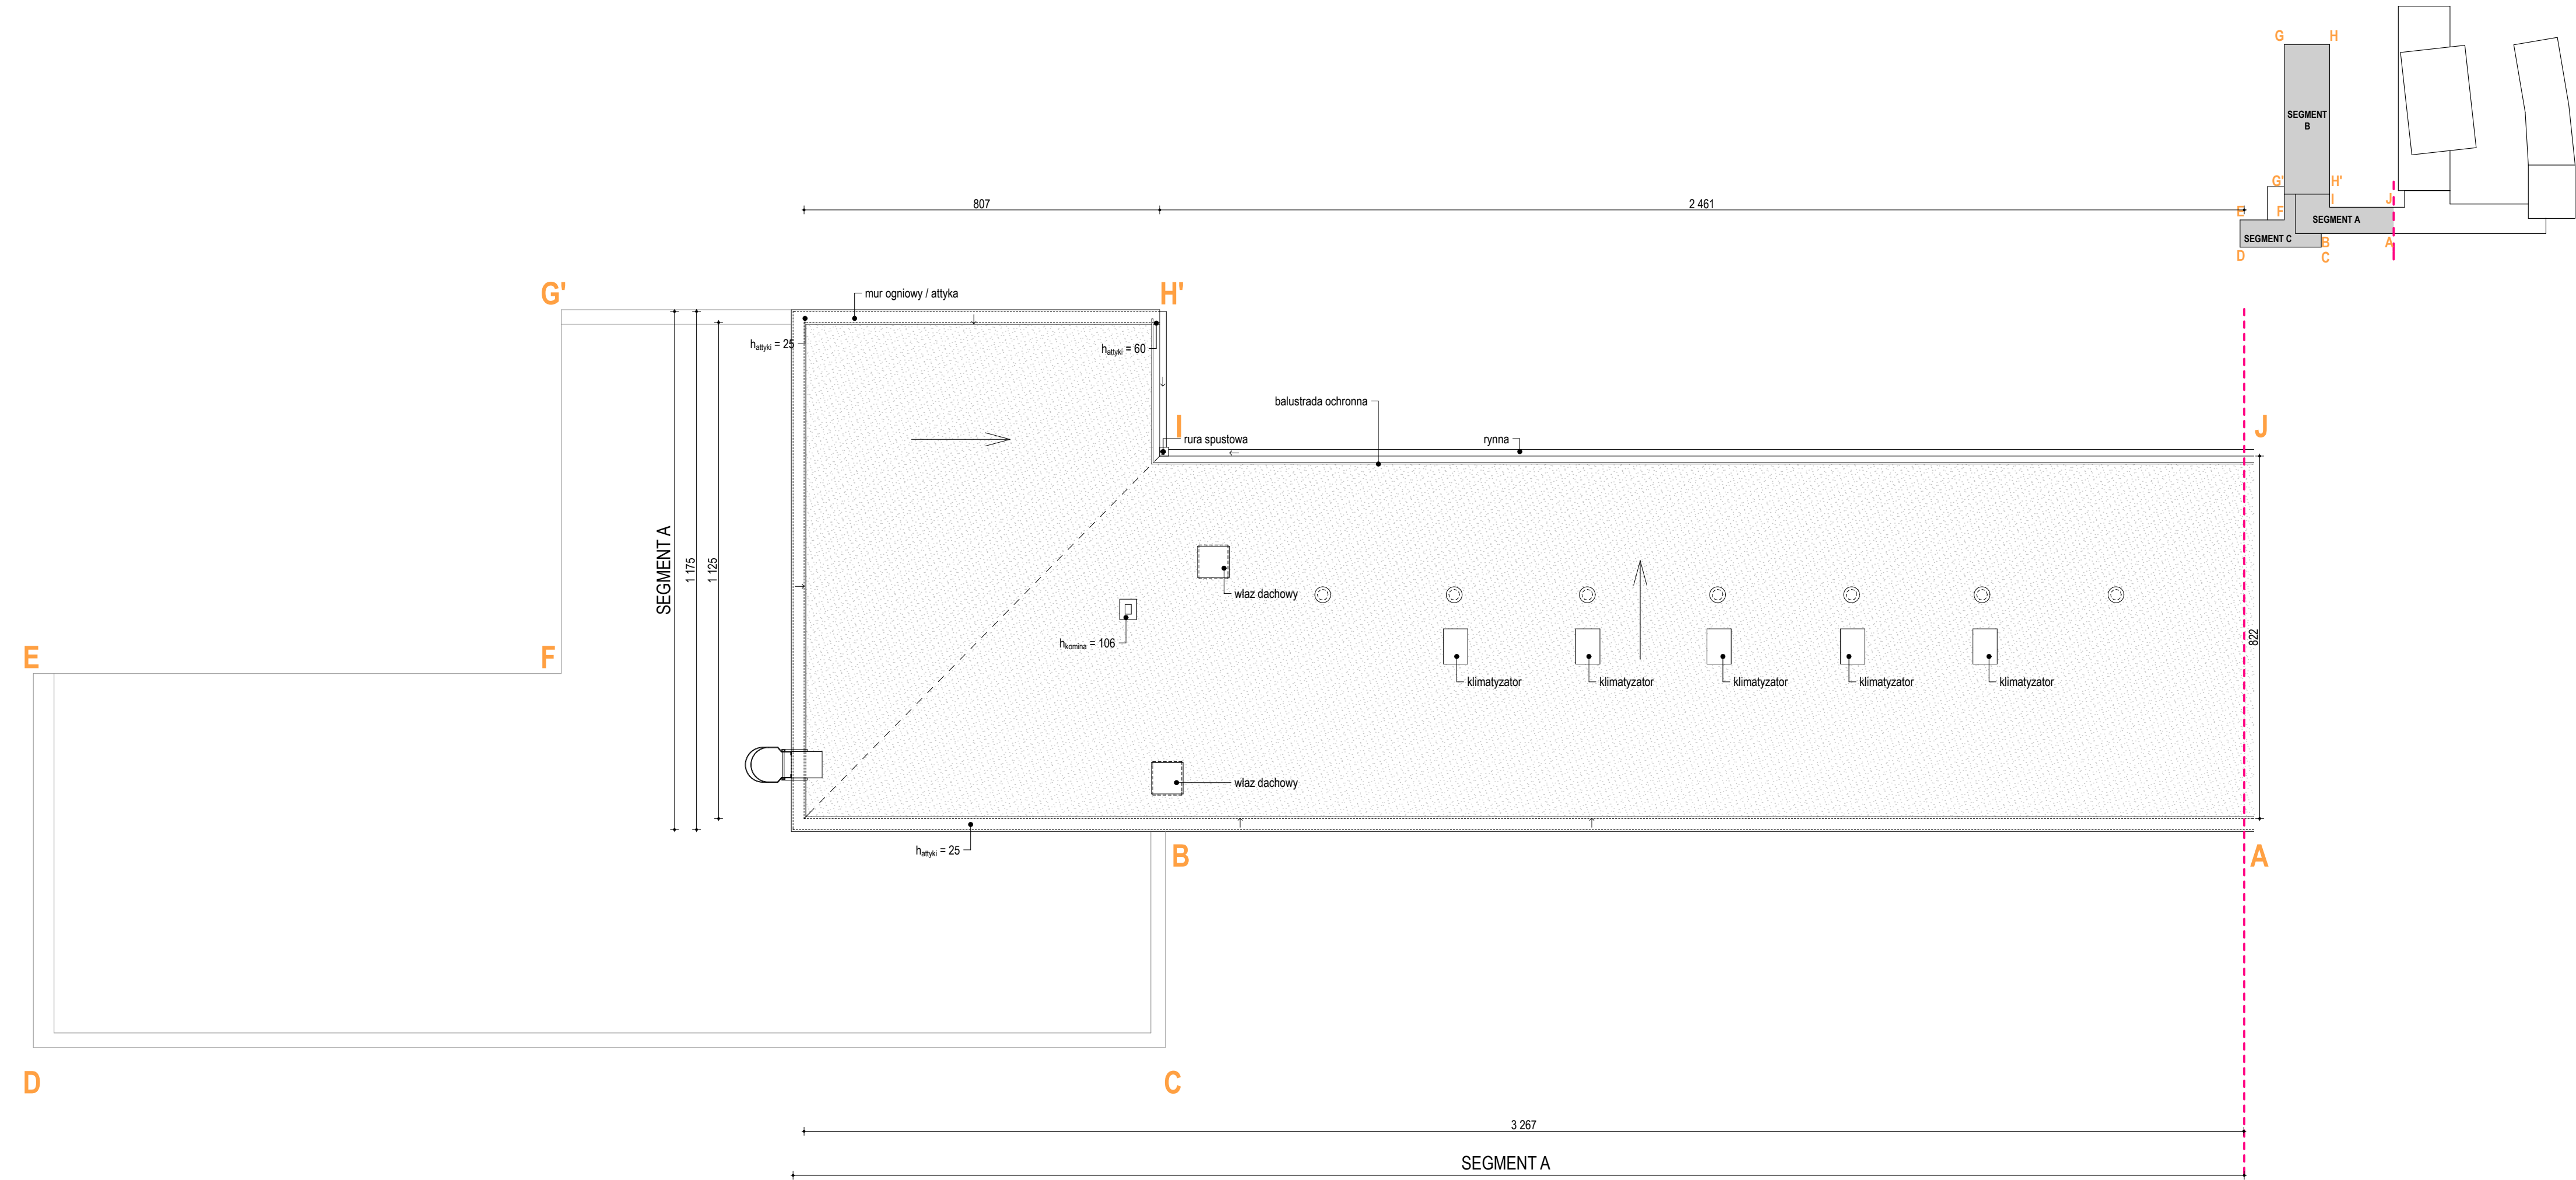 G H
SEGMENT
B
G' H'
I J
E F
SEGMENT A
SEGMENT C
B A
D C
807
2 461
G'
H'
mur ogniowy / attyka
hattyki = 25
hattyki = 60
balustrada ochronna
I
J
rura spustowa
rynna
SEGMENT A
1 175
1 125
właz dachowy
hkomina = 106
822
E
F
klimatyzator
klimatyzator
klimatyzator
klimatyzator
klimatyzator
właz dachowy
hattyki = 25
B
A
D
C
3 267
SEGMENT A